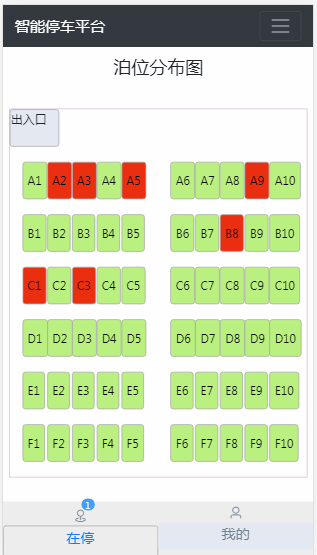 智能停车平台
泊位分布图
出入口
A1 A2 A3 A4 A5 A6 A7 A8 A9 A10
B1 B2 B3 B4 B5 B6 B7 B8 B9 B10
C1 C2 C3 C4 C5 C6 C7 C8 C9 C10
D1 D2 D3 D4 D5 D6 D7 D8 D9 D10
E1 E2 E3 E4 E5 E6 E7 E8 E9 E10
F1 F2 F3 F4 F5 F6 F7 F8 F9 F10
1
在停 我的